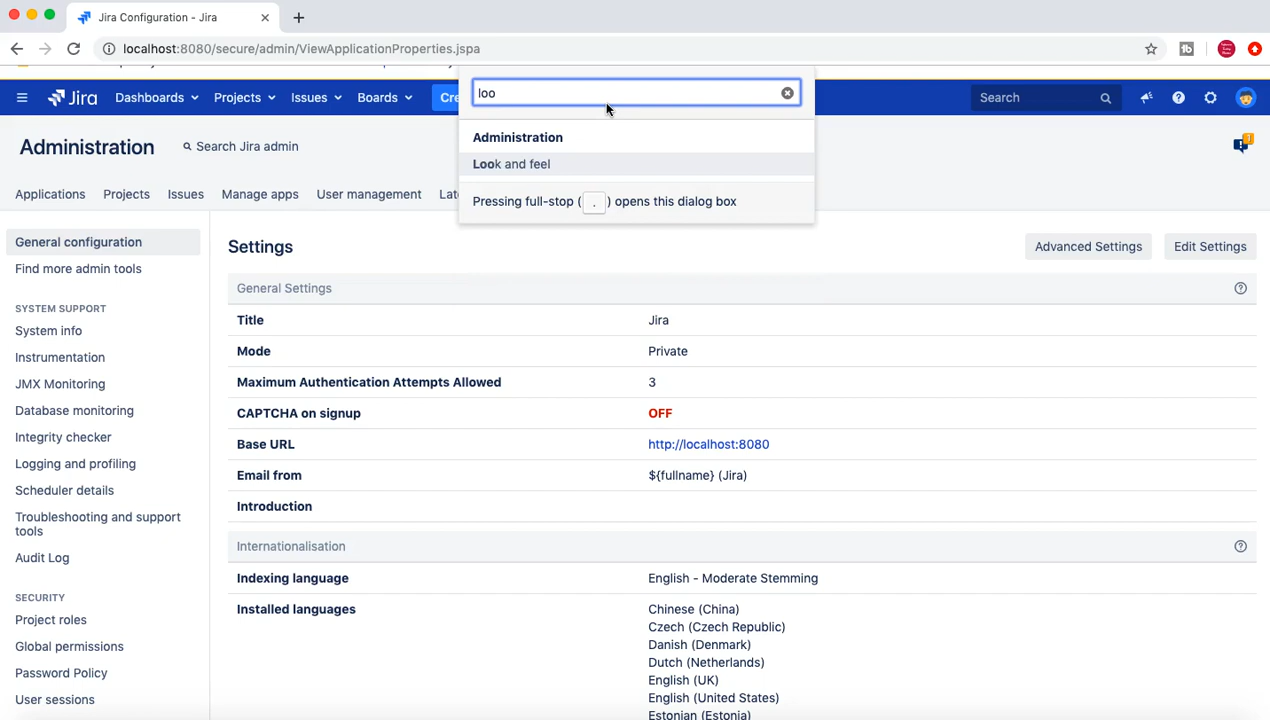 Jira Configuration - Jira
localhost:8080/secure/admin/ViewApplicationProperties.jspa
Jira Dashboards Projects Issues Boards Cre Search
loo
Administration
Look and feel
Pressing full-stop ( . ) opens this dialog box
Administration Search Jira admin
Applications Projects Issues Manage apps User management Late
General configuration
Find more admin tools
SYSTEM SUPPORT
System info
Instrumentation
JMX Monitoring
Database monitoring
Integrity checker
Logging and profiling
Scheduler details
Troubleshooting and support
tools
Audit Log
SECURITY
Project roles
Global permissions
Password Policy
User sessions
Settings Advanced Settings Edit Settings
General Settings
Title Jira
Mode Private
Maximum Authentication Attempts Allowed 3
CAPTCHA on signup OFF
Base URL http://localhost:8080
Email from ${fullname} (Jira)
Introduction
Internationalisation
Indexing language English - Moderate Stemming
Installed languages Chinese (China)
Czech (Czech Republic)
Danish (Denmark)
Dutch (Netherlands)
English (UK)
English (United States)
Estonian (Estonia)